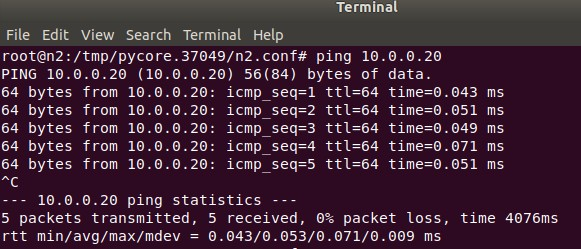 Terminal
File Edit View Search Terminal Help
root@n2:/tmp/pycore.37049/n2.conf# ping 10.0.0.20
PING 10.0.0.20 (10.0.0.20) 56(84) bytes of data.
64 bytes from 10.0.0.20: icmp_seq=1 ttl=64 time=0.043 ms
64 bytes from 10.0.0.20: icmp_seq=2 ttl=64 time=0.051 ms
64 bytes from 10.0.0.20: icmp_seq=3 ttl=64 time=0.049 ms
64 bytes from 10.0.0.20: icmp_seq=4 ttl=64 time=0.071 ms
64 bytes from 10.0.0.20: icmp_seq=5 ttl=64 time=0.051 ms
^C
--- 10.0.0.20 ping statistics ---
5 packets transmitted, 5 received, 0% packet loss, time 4076ms
rtt min/avg/max/mdev = 0.043/0.053/0.071/0.009 ms